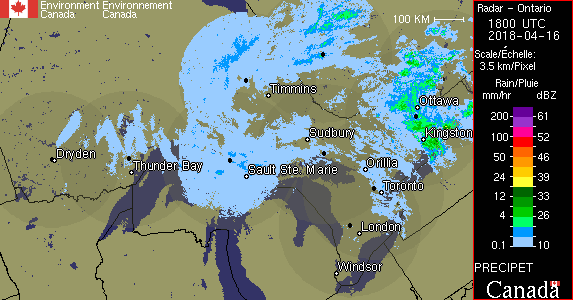 Environment Environnement
Canada Canada
100 KM
Timmins
Ottawa
Sudbury
Kingston
Dryden
Thunder Bay
Sault Ste. Marie
Orillia
Toronto
London
Windsor
Radar - Ontario
1800 UTC
2018-04-16
Scale/Échelle:
3.5 km/Pixel
Rain/Pluie
mm/hr dBZ
200 61
100 52
50 46
24 39
12 33
4 26
0.1 10
PRECIPET
Canada